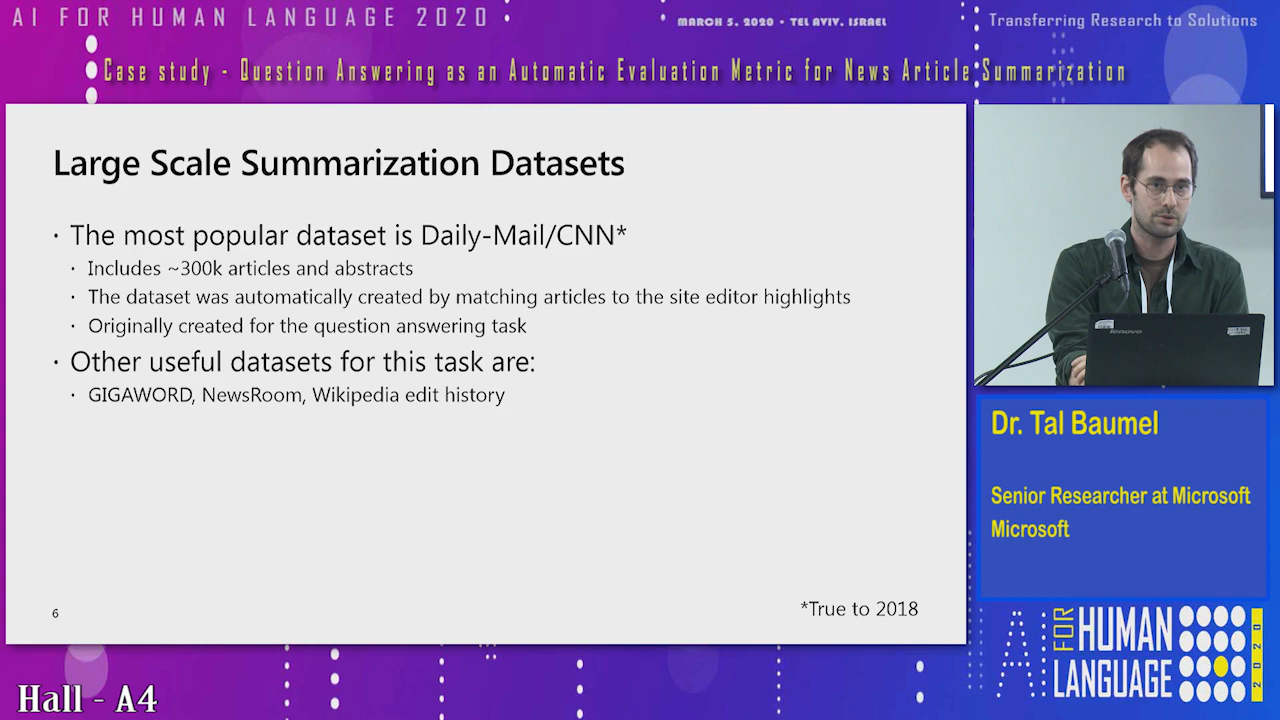 AI FOR HUMAN LANGUAGE 2020
MARCH 5, 2020 - TEL AVIV, ISRAEL
Transferring Research to Solutions
Case study - Question Answering as an Automatic Evaluation Metric for News Article Summarization
Large Scale Summarization Datasets
· The most popular dataset is Daily-Mail/CNN*
· Includes ~300k articles and abstracts
· The dataset was automatically created by matching articles to the site editor highlights
· Originally created for the question answering task
· Other useful datasets for this task are:
· GIGAWORD, NewsRoom, Wikipedia edit history
6
*True to 2018
lenovo
Dr. Tal Baumel
Senior Researcher at Microsoft
Microsoft
AI FOR HUMAN
LANGUAGE
2020
Hall - A4